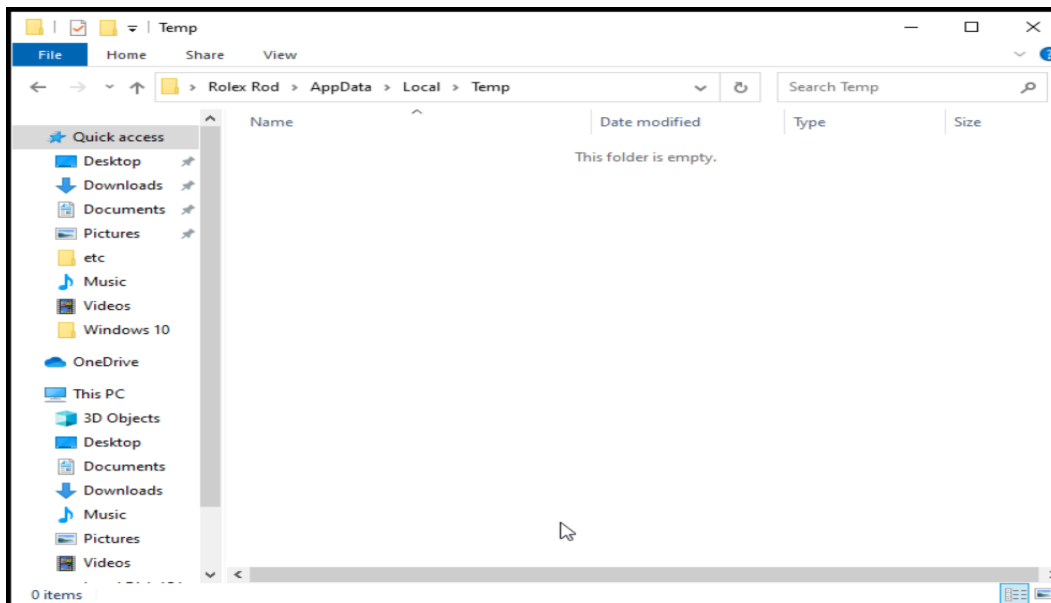 Temp
File Home Share View
Rolex Rod > AppData > Local > Temp
Search Temp
Name Date modified Type Size
This folder is empty.
Quick access
Desktop
Downloads
Documents
Pictures
etc
Music
Videos
Windows 10
OneDrive
This PC
3D Objects
Desktop
Documents
Downloads
Music
Pictures
Videos
0 items